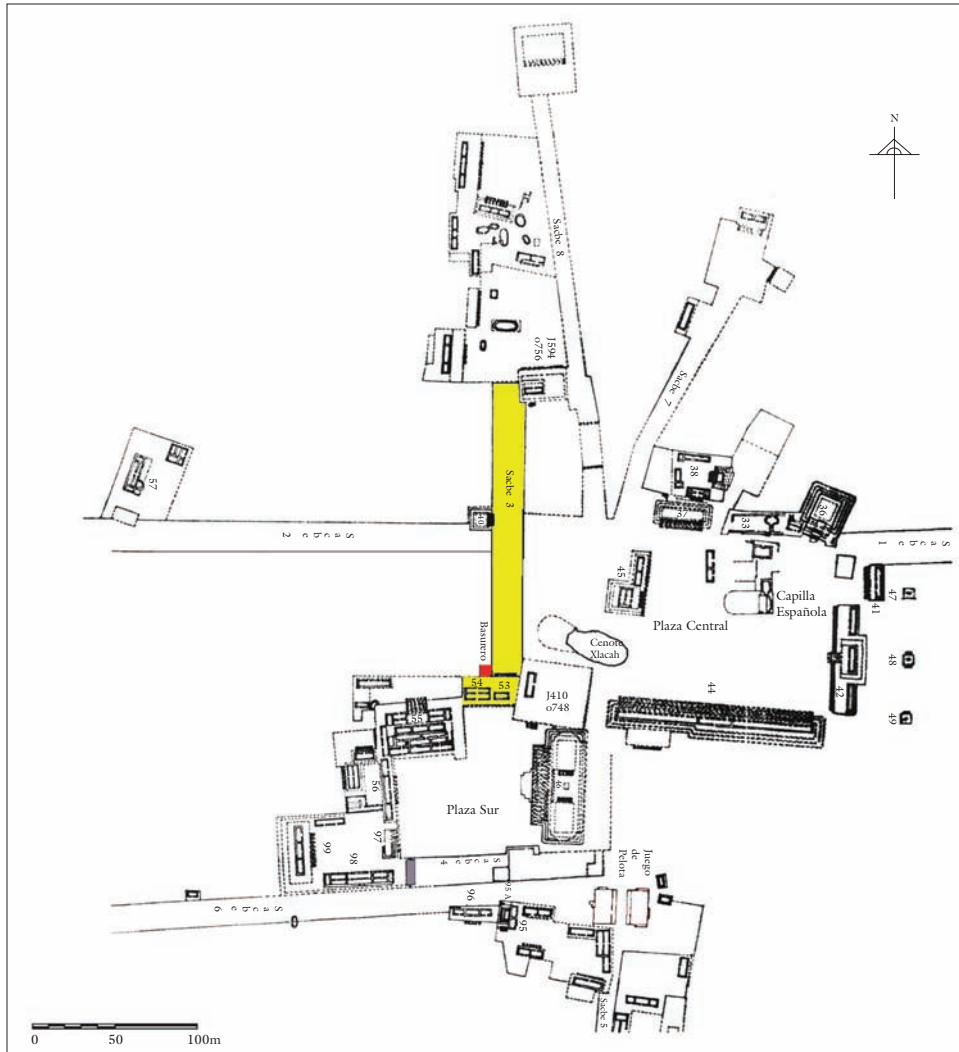 N
Sacbe 8
J594
o756
Sacbe 7
Sacbe 3
57
38
37
36
33
40
Sacbe 2
Sacbe 1
45
Capilla
Española
47
41
Plaza Central
Cenote
Xlacah
Basurero
48
42
44
49
54
53
J410
o748
55
56
Plaza Sur
97
99
98
Sacbe 4
Juego
de
Pelota
Sacbe 6
96
95 A
95
Sacbe 5
0 50 100m